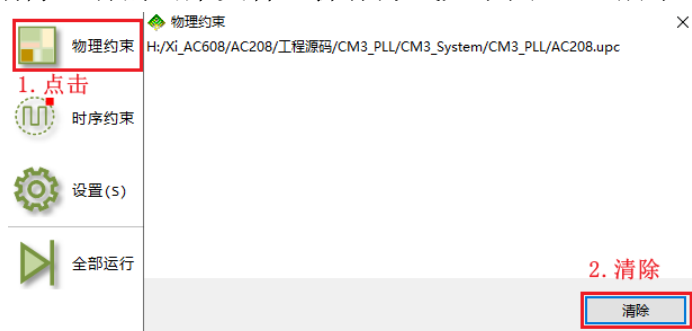 物理约束
物理约束
×
H:/Xi_AC608/AC208/工程源码/CM3_PLL/CM3_System/CM3_PLL/AC208.upc
1. 点击
时序约束
设置(S)
全部运行
2. 清除
清除